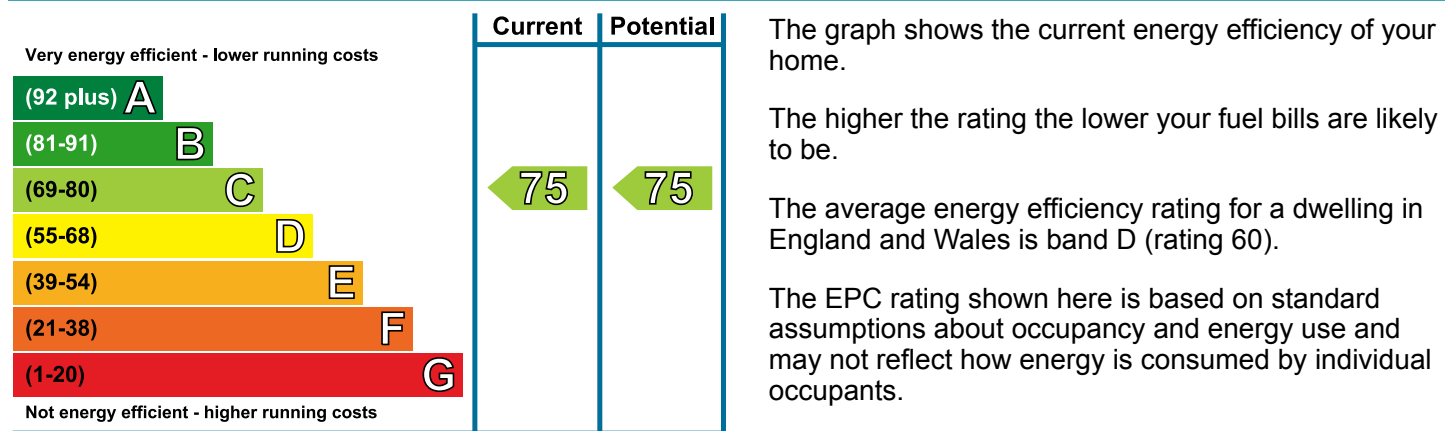 Current Potential
Very energy efficient - lower running costs
(92 plus) A
(81-91) B
(69-80) C
75 75
(55-68) D
(39-54) E
(21-38) F
(1-20) G
Not energy efficient - higher running costs
The graph shows the current energy efficiency of your
home.
The higher the rating the lower your fuel bills are likely
to be.
The average energy efficiency rating for a dwelling in
England and Wales is band D (rating 60).
The EPC rating shown here is based on standard
assumptions about occupancy and energy use and
may not reflect how energy is consumed by individual
occupants.